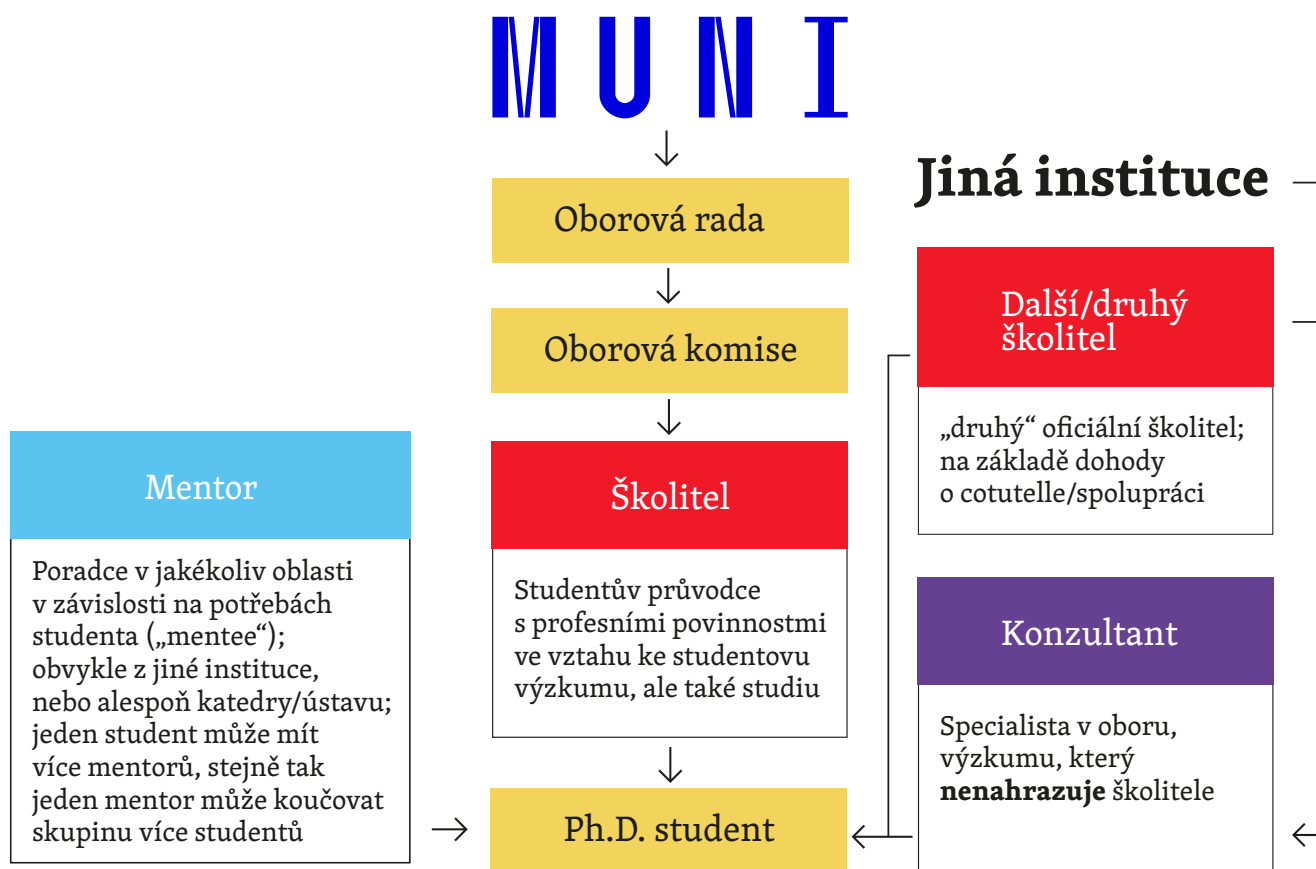 MUNI
Oborová rada
Oborová komise
Jiná instituce
Další/druhý
školitel
„druhý“ oficiální školitel;
na základě dohody
o cotutelle/spolupráci
Mentor
Poradce v jakékoliv oblasti
v závislosti na potřebách
studenta („mentee“);
obvykle z jiné instituce,
nebo alespoň katedry/ústavu;
jeden student může mít
více mentorů, stejně tak
jeden mentor může koučovat
skupinu více studentů
Školitel
Studentův průvodce
s profesními povinnostmi
ve vztahu ke studentovu
výzkumu, ale také studiu
Konzultant
Specialista v oboru,
výzkumu, který
nenahrazuje školitele
Ph.D. student